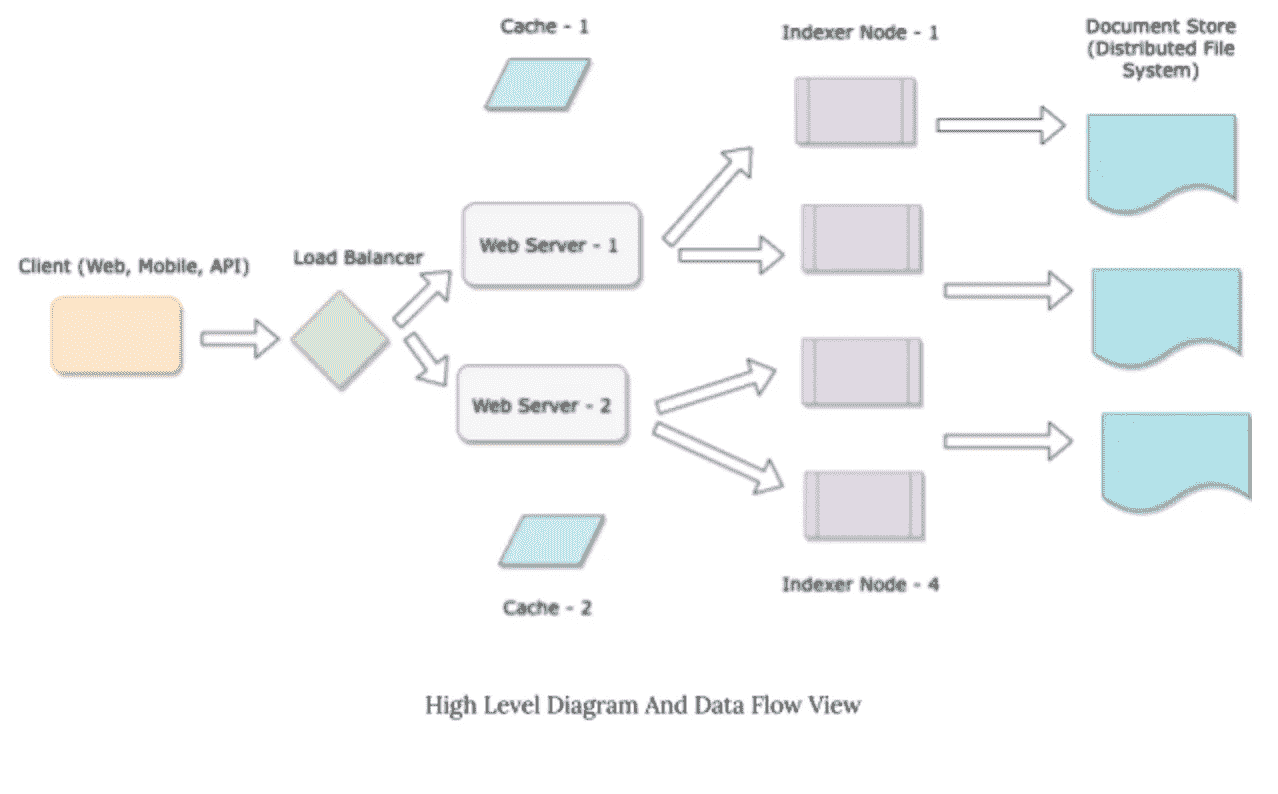 Cache - 1
Indexer Node - 1
Document Store
(Distributed File
System)
Client (Web, Mobile, API)
Load Balancer
Web Server - 1
Web Server - 2
Cache - 2
Indexer Node - 4
High Level Diagram And Data Flow View